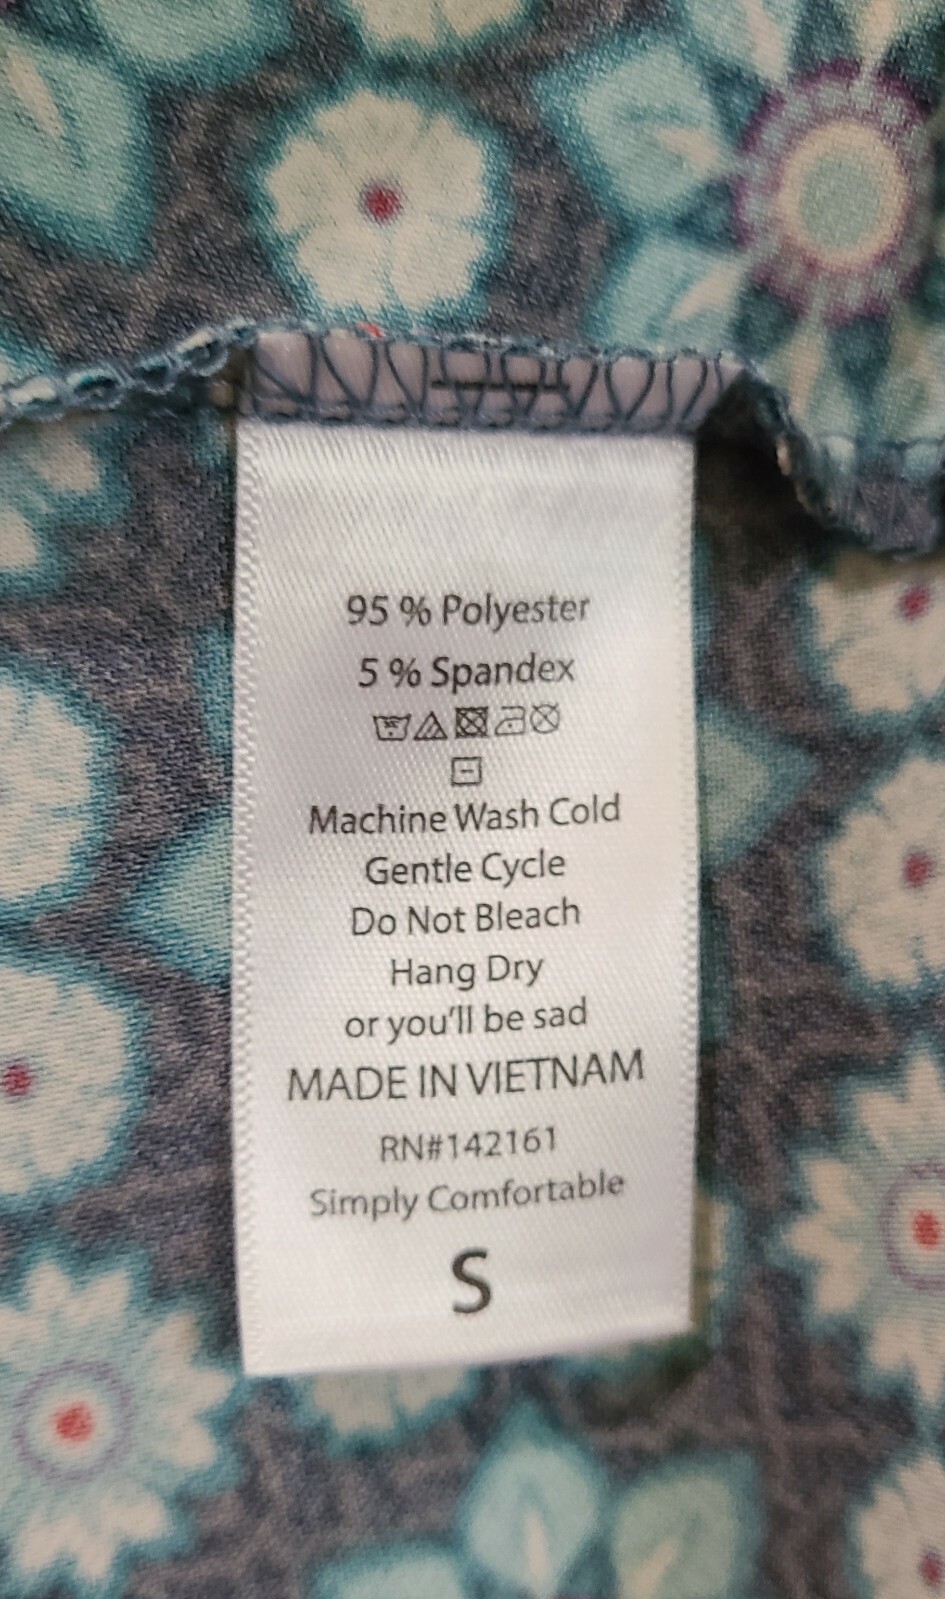 95 % Polyester
5 % Spandex
Machine Wash Cold
Gentle Cycle
Do Not Bleach
Hang Dry
or you'll be sad
MADE IN VIETNAM
RN#142161
Simply Comfortable
S